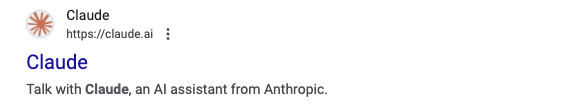 Claude
https://claude.ai
Claude
Talk with Claude, an AI assistant from Anthropic.